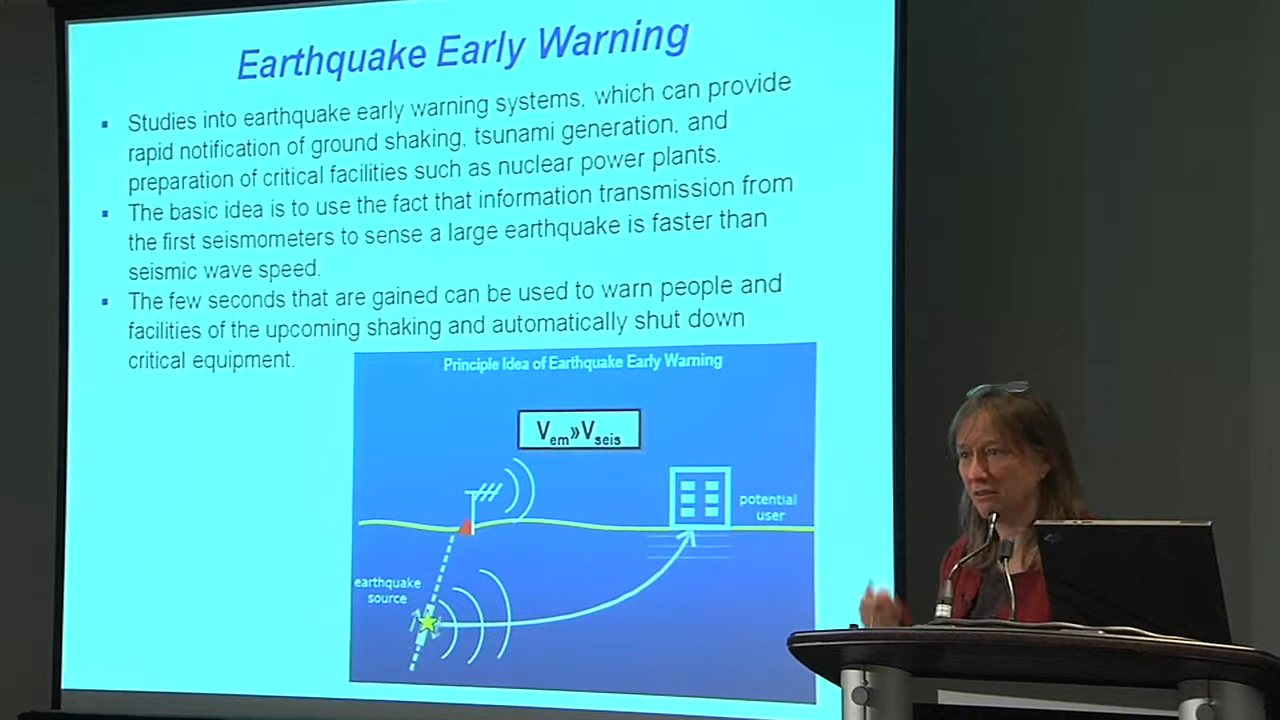 Earthquake Early Warning
▪ Studies into earthquake early warning systems, which can provide
rapid notification of ground shaking, tsunami generation, and
preparation of critical facilities such as nuclear power plants.
▪ The basic idea is to use the fact that information transmission from
the first seismometers to sense a large earthquake is faster than
seismic wave speed.
▪ The few seconds that are gained can be used to warn people and
facilities of the upcoming shaking and automatically shut down
critical equipment.
Principle Idea of Earthquake Early Warning
Vem»Vseis
potential
user
earthquake
source
hp